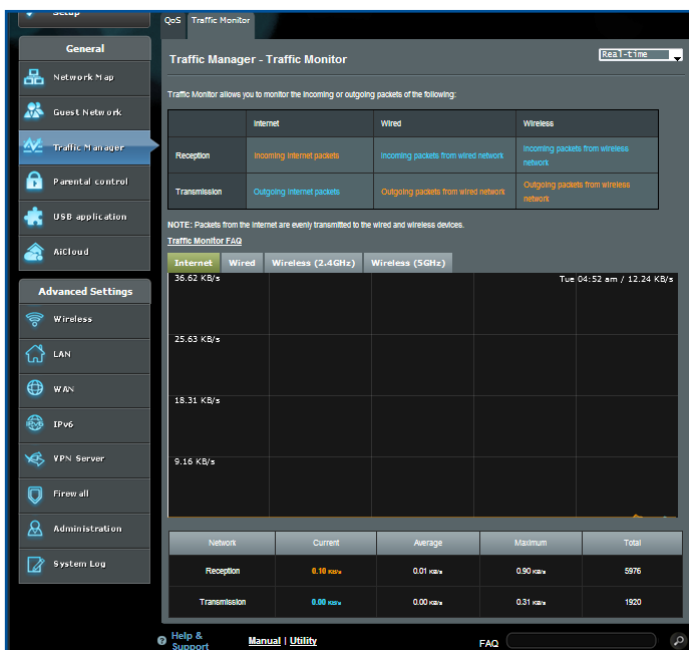 Setup
QoS Traffic Monitor
General
Network Map
Guest Network
Traffic Manager
Parental control
USB application
AiCloud
Advanced Settings
Wireless
LAN
WAN
IPv6
VPN Server
Firewall
Administration
System Log
Traffic Manager - Traffic Monitor
Real-time
Traffic Monitor allows you to monitor the incoming or outgoing packets of the following:
Internet Wired Wireless
Reception Incoming Internet packets Incoming packets from wired network Incoming packets from wireless network
Transmission Outgoing Internet packets Outgoing packets from wired network Outgoing packets from wireless network
NOTE: Packets from the Internet are evenly transmitted to the wired and wireless devices.
Traffic Monitor FAQ
Internet Wired Wireless (2.4GHz) Wireless (5GHz)
36.62 KB/s Tue 04:52 am / 12.24 KB/s
25.63 KB/s
18.31 KB/s
9.16 KB/s
Network Current Average Maximum Total
Reception 0.10 KB/s 0.01 KB/s 0.90 KB/s 5976
Transmission 0.00 KB/s 0.00 KB/s 0.31 KB/s 1920
Help & Support Manual | Utility FAQ